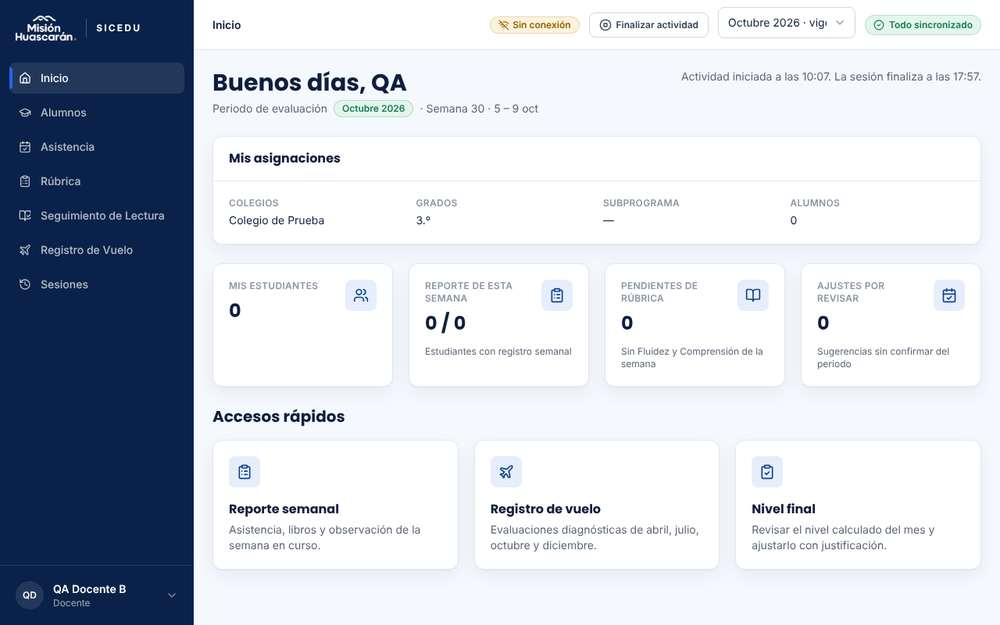 Misión
Huascarán.
SICEDU
Inicio
Alumnos
Asistencia
Rúbrica
Seguimiento de Lectura
Registro de Vuelo
Sesiones
QD
QA Docente B
Docente
Inicio
Sin conexión
Finalizar actividad
Octubre 2026 · vige
Todo sincronizado
Buenos días, QA
Actividad iniciada a las 10:07. La sesión finaliza a las 17:57.
Periodo de evaluación Octubre 2026 · Semana 30 · 5 – 9 oct
Mis asignaciones
COLEGIOS
Colegio de Prueba
GRADOS
3.º
SUBPROGRAMA
—
ALUMNOS
0
MIS ESTUDIANTES
0
REPORTE DE ESTA
SEMANA
0 / 0
Estudiantes con registro semanal
PENDIENTES DE
RÚBRICA
0
Sin Fluidez y Comprensión de la
semana
AJUSTES POR
REVISAR
0
Sugerencias sin confirmar del
periodo
Accesos rápidos
Reporte semanal
Asistencia, libros y observación de la
semana en curso.
Registro de vuelo
Evaluaciones diagnósticas de abril, julio,
octubre y diciembre.
Nivel final
Revisar el nivel calculado del mes y
ajustarlo con justificación.